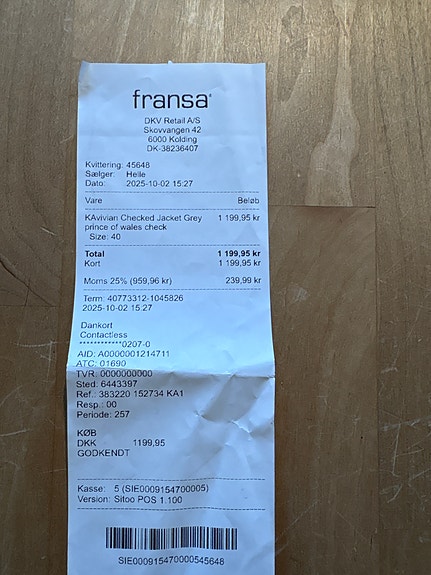 fransa
DKV Retail A/S
Skovvangen 42
6000 Kolding
DK-38236407
Kvittering: 45648
Sælger: Helle
Dato: 2025-10-02 15:27
Vare Beløb
KAvivian Checked Jacket Grey 1 199,95 kr
prince of wales check
Size: 40
Total 1 199,95 kr
Kort 1 199,95 kr
Moms 25% (959,96 kr) 239,99 kr
Term: 40773312-1045826
2025-10-02 15:27
Dankort
Contactless
************0207-0
AID: A0000001214711
ATC: 01690
TVR: 0000000000
Sted: 6443397
Ref.: 383220 152734 KA1
Resp.: 00
Periode: 257
KØB
DKK 1199,95
GODKENDT
Kasse: 5 (SIE0009154700005)
Version: Sitoo POS 1.100
SIE000915470000545648